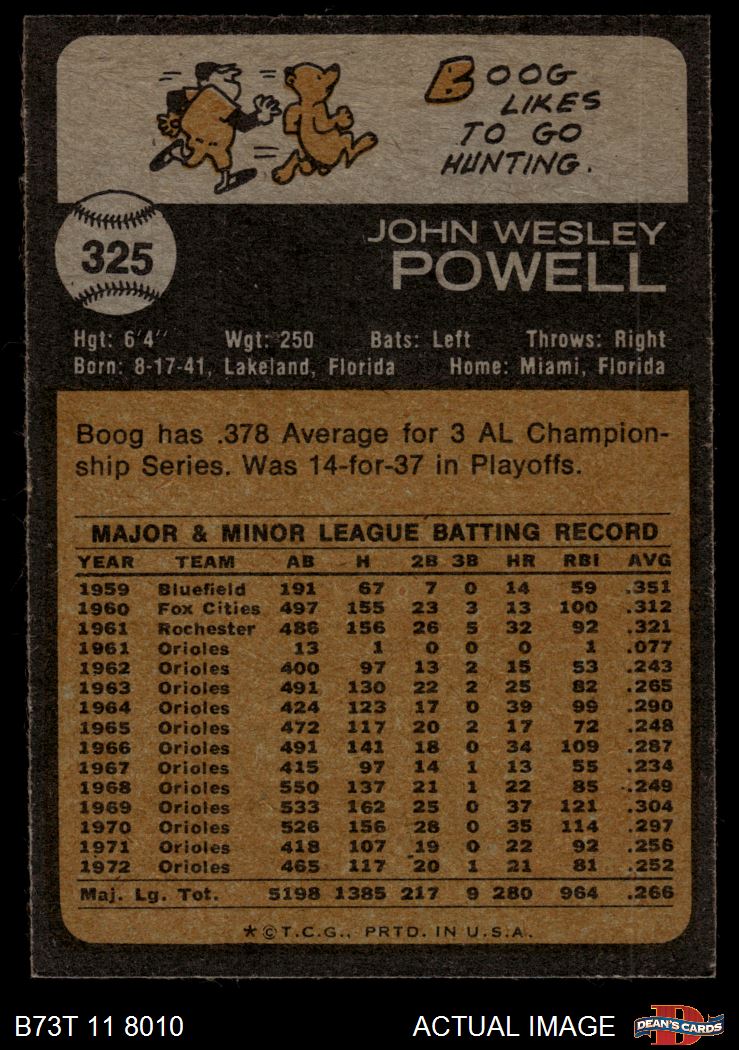 BOOG
LIKES
TO GO
HUNTING.
325
JOHN WESLEY
POWELL
Hgt: 6'4" Wgt: 250 Bats: Left Throws: Right
Born: 8-17-41, Lakeland, Florida Home: Miami, Florida
Boog has .378 Average for 3 AL Champion-
ship Series. Was 14-for-37 in Playoffs.
MAJOR & MINOR LEAGUE BATTING RECORD
YEAR TEAM AB H 2B 3B HR RBI AVG
1959 Bluefield 191 67 7 0 14 59 .351
1960 Fox Cities 497 155 23 3 13 100 .312
1961 Rochester 486 156 26 5 32 92 .321
1961 Orioles 13 1 0 0 0 1 .077
1962 Orioles 400 97 13 2 15 53 .243
1963 Orioles 491 130 22 2 25 82 .265
1964 Orioles 424 123 17 0 39 99 .290
1965 Orioles 472 117 20 2 17 72 .248
1966 Orioles 491 141 18 0 34 109 .287
1967 Orioles 415 97 14 1 13 55 .234
1968 Orioles 550 137 21 1 22 85 .249
1969 Orioles 533 162 25 0 37 121 .304
1970 Orioles 526 156 28 0 35 114 .297
1971 Orioles 418 107 19 0 22 92 .256
1972 Orioles 465 117 20 1 21 81 .252
Maj. Lg. Tot. 5198 1385 217 9 280 964 .266
*©T.C.G., PRTD. IN U.S.A.
B73T 11 8010 ACTUAL IMAGE DEAN'S CARDS